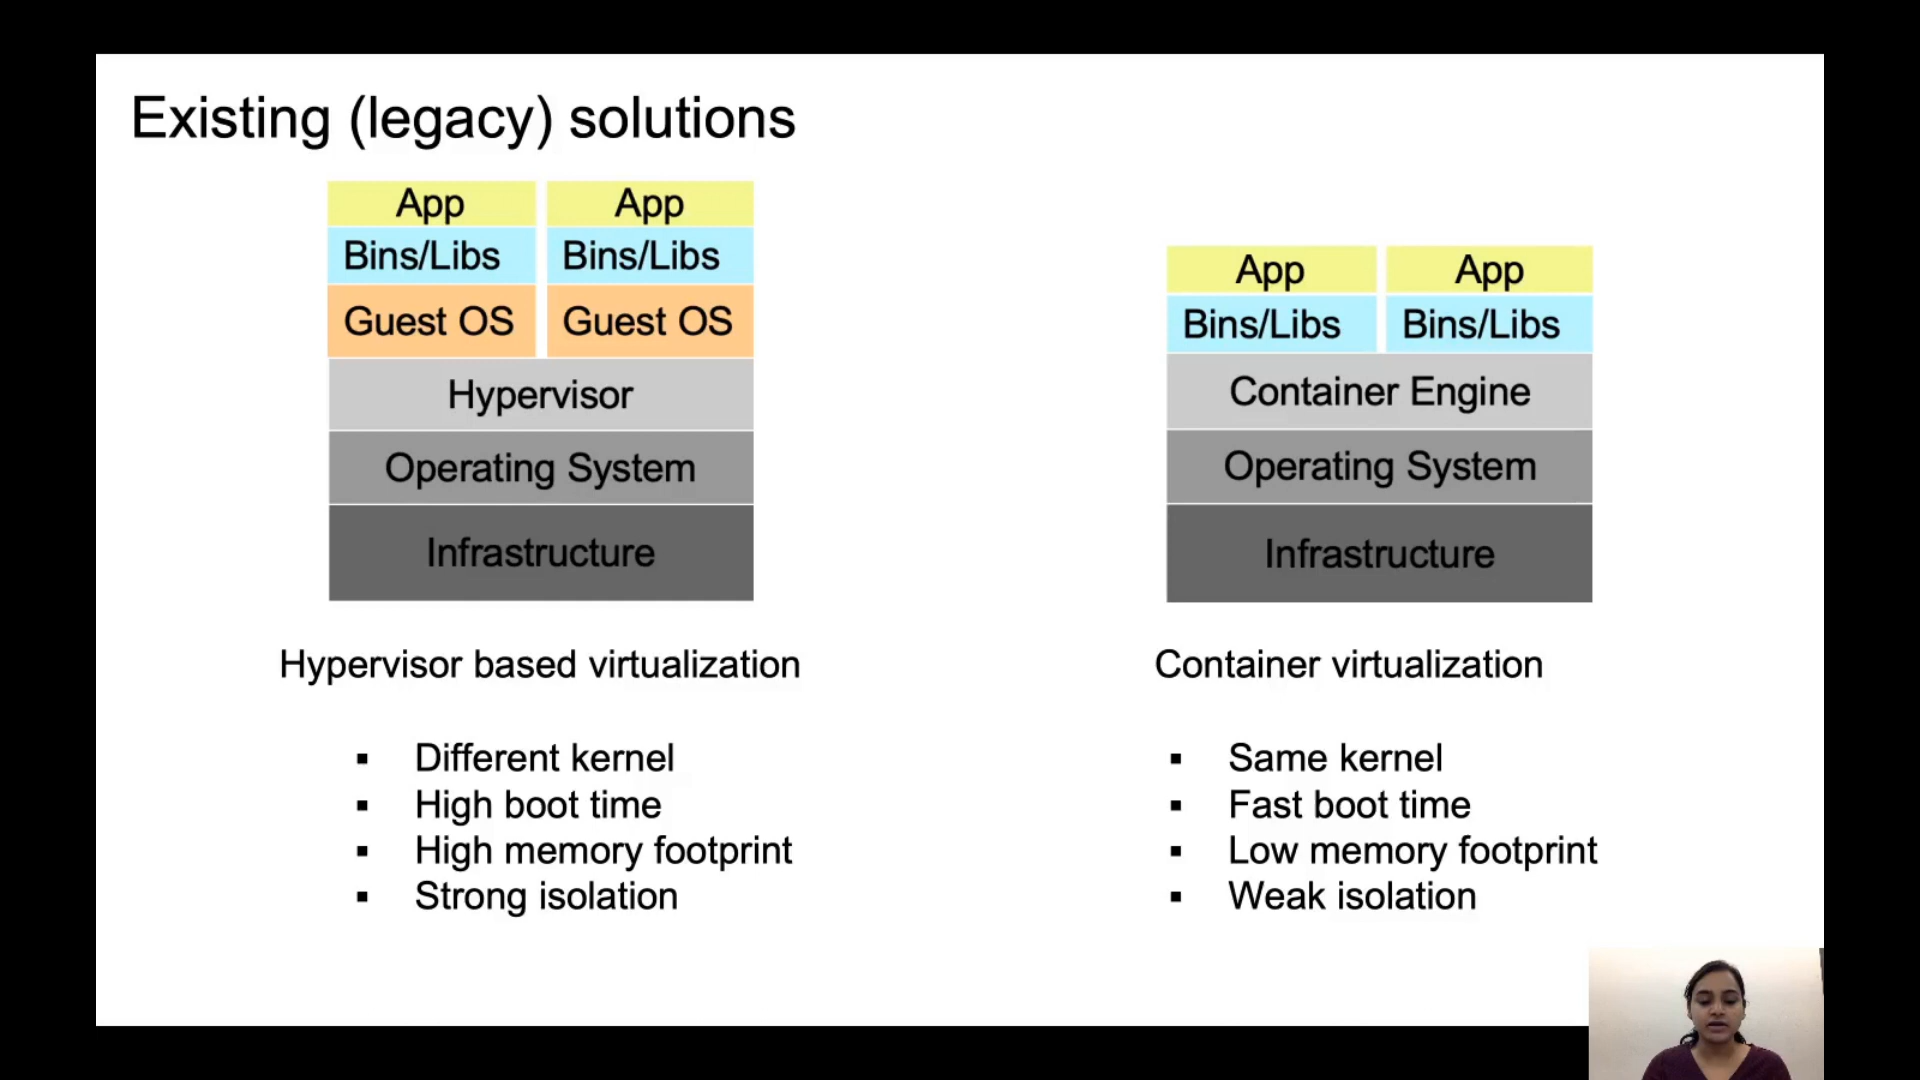 Existing (legacy) solutions
App App
Bins/Libs Bins/Libs
Guest OS Guest OS
Hypervisor
Operating System
Infrastructure
Hypervisor based virtualization
▪ Different kernel
▪ High boot time
▪ High memory footprint
▪ Strong isolation
App App
Bins/Libs Bins/Libs
Container Engine
Operating System
Infrastructure
Container virtualization
▪ Same kernel
▪ Fast boot time
▪ Low memory footprint
▪ Weak isolation